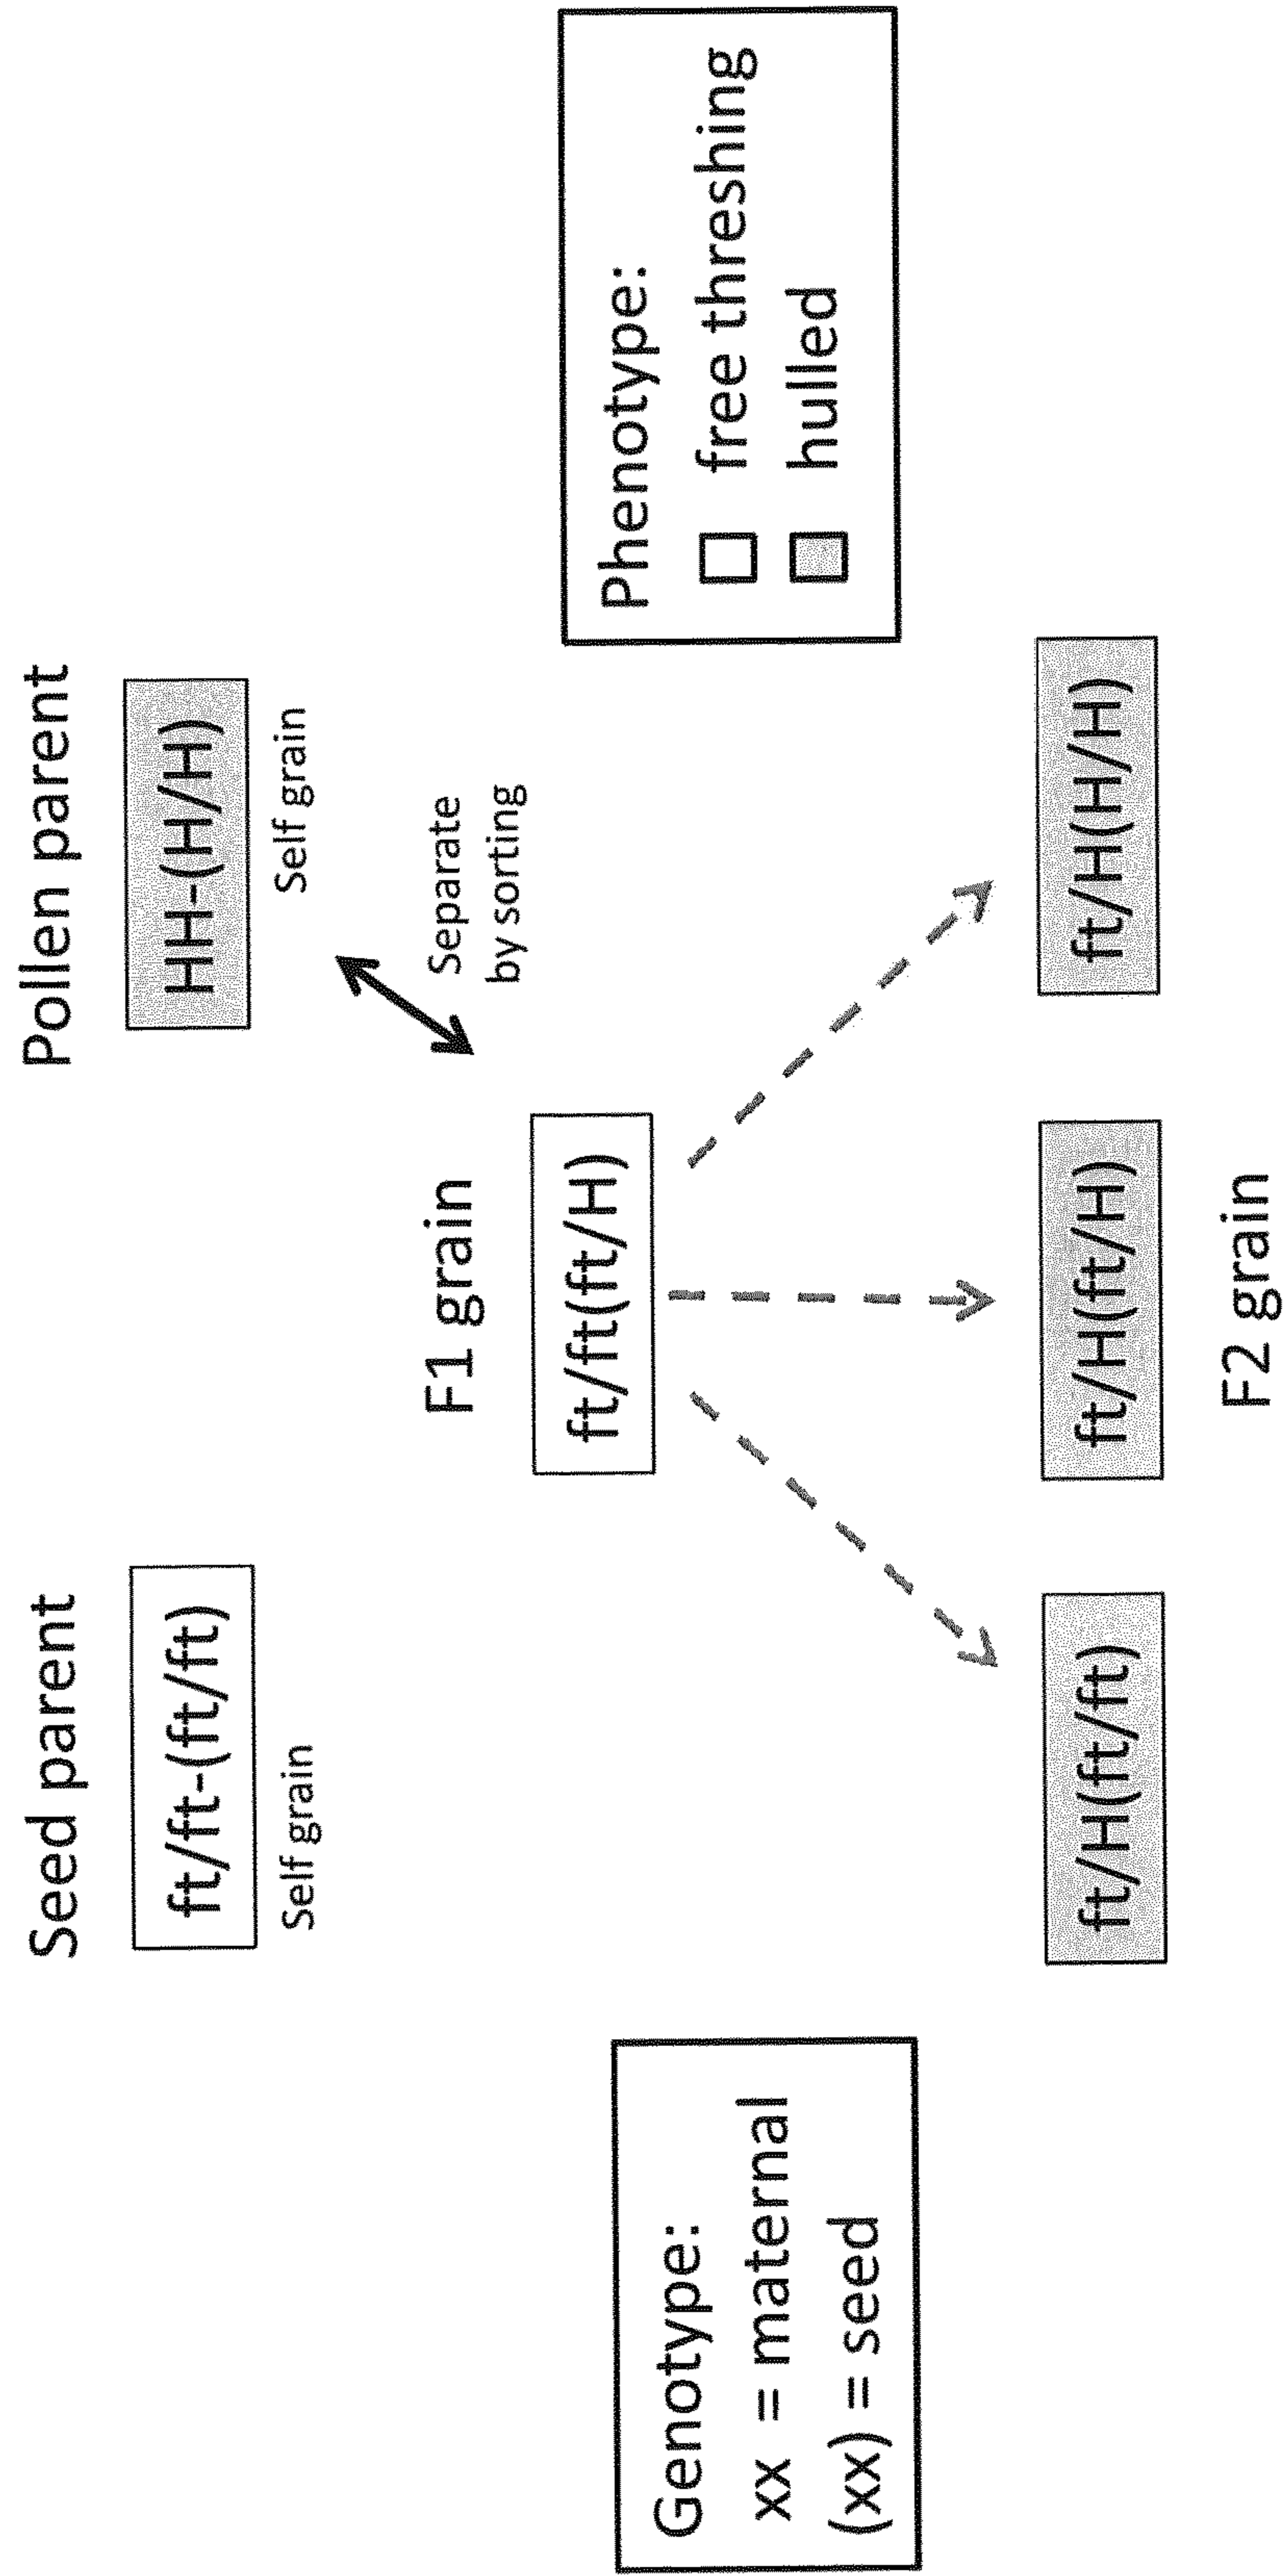 Seed parent
Pollen parent
ft/ft-(ft/ft)
HH-(H/H)
Self grain
Self grain
Separate
by sorting
F1 grain
ft/ft(ft/H)
Genotype:
xx = maternal
(xx) = seed
Phenotype:
free threshing
hulled
ft/H(ft/ft)
ft/H(ft/H)
ft/H(H/H)
F2 grain